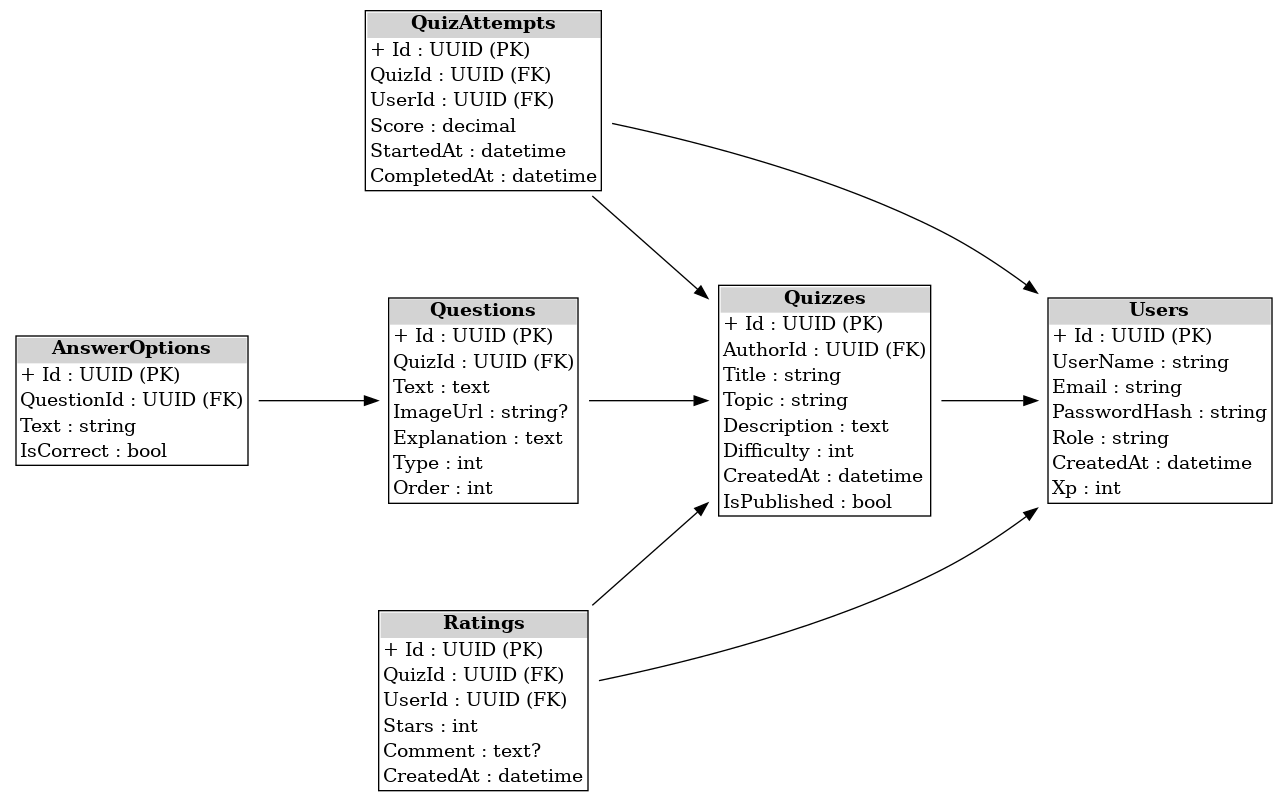 QuizAttempts
+ Id : UUID (PK)
QuizId : UUID (FK)
UserId : UUID (FK)
Score : decimal
StartedAt : datetime
CompletedAt : datetime
AnswerOptions
+ Id : UUID (PK)
QuestionId : UUID (FK)
Text : string
IsCorrect : bool
Questions
+ Id : UUID (PK)
QuizId : UUID (FK)
Text : text
ImageUrl : string?
Explanation : text
Type : int
Order : int
Quizzes
+ Id : UUID (PK)
AuthorId : UUID (FK)
Title : string
Topic : string
Description : text
Difficulty : int
CreatedAt : datetime
IsPublished : bool
Users
+ Id : UUID (PK)
UserName : string
Email : string
PasswordHash : string
Role : string
CreatedAt : datetime
Xp : int
Ratings
+ Id : UUID (PK)
QuizId : UUID (FK)
UserId : UUID (FK)
Stars : int
Comment : text?
CreatedAt : datetime